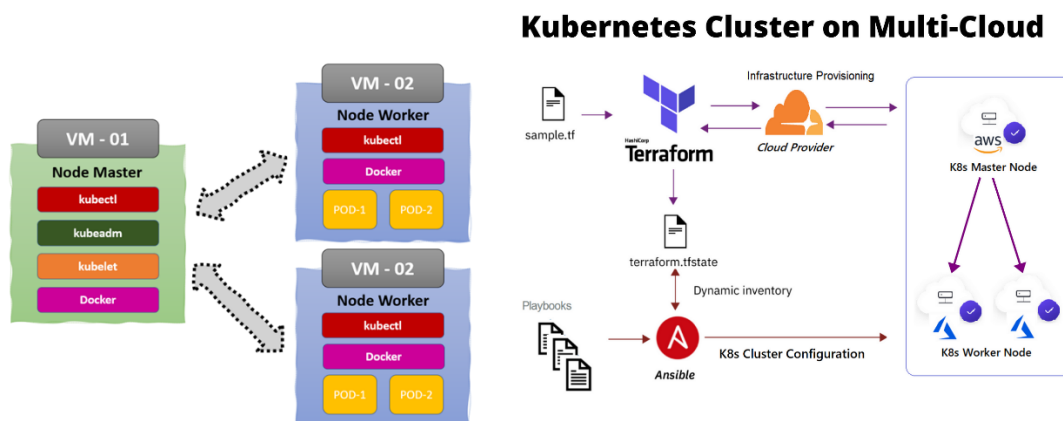 Kubernetes Cluster on Multi-Cloud
VM - 01
Node Master
kubectl
kubeadm
kubelet
Docker
VM - 02
Node Worker
kubectl
Docker
POD-1
POD-2
VM - 02
Node Worker
kubectl
Docker
POD-1
POD-2
sample.tf
HashiCorp
Terraform
Infrastructure Provisioning
Cloud Provider
terraform.tfstate
Dynamic inventory
Playbooks
Ansible
K8s Cluster Configuration
aws
K8s Master Node
K8s Worker Node